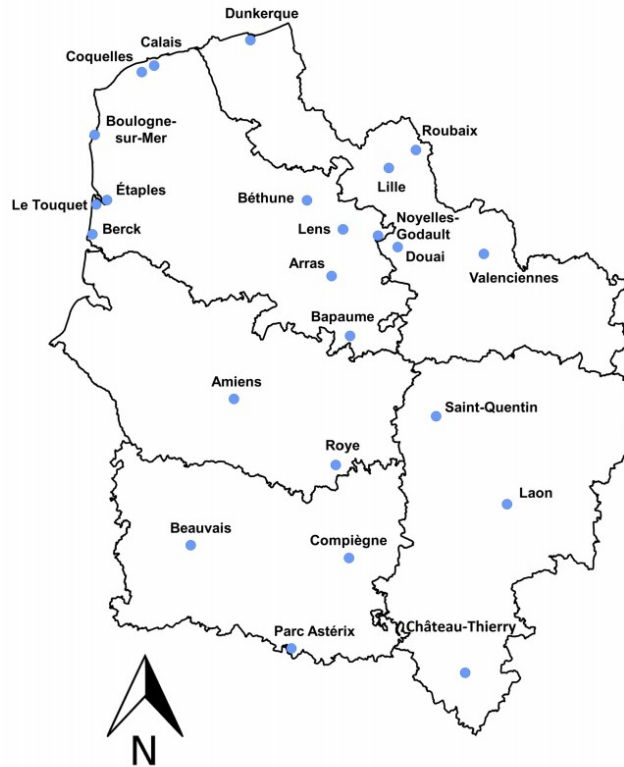 Dunkerque
Calais
Coquelles
Boulogne-
sur-Mer
Roubaix
Lille
Étaples
Le Touquet
Béthune
Berck
Lens
Noyelles-
Godault
Douai
Valenciennes
Arras
Bapaume
Amiens
Saint-Quentin
Roye
Laon
Beauvais
Compiègne
Parc Astérix
Château-Thierry
N